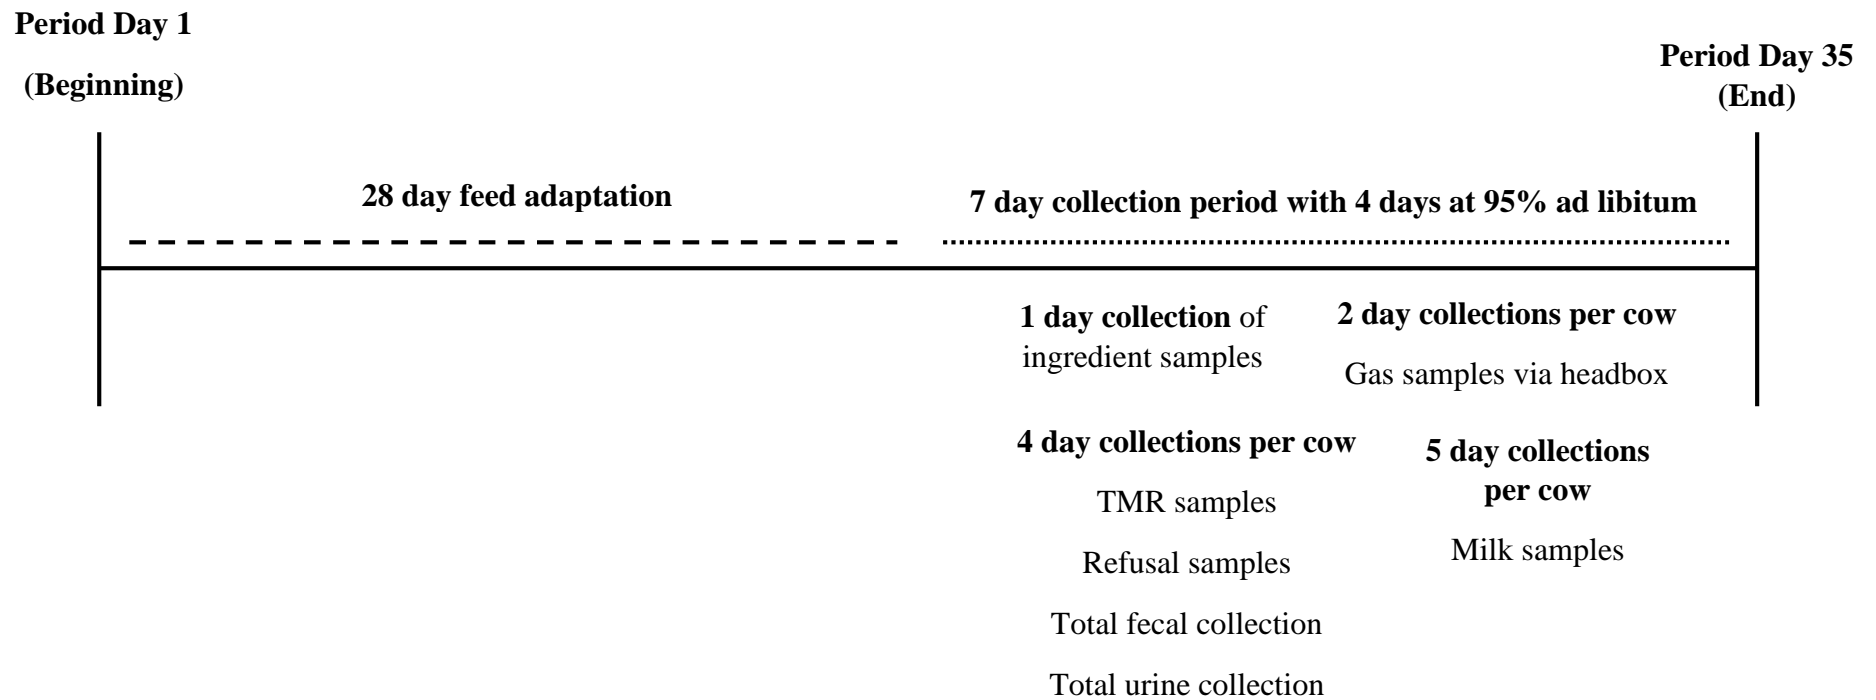 Period Day 1
(Beginning)
Period Day 35
(End)
28 day feed adaptation
7 day collection period with 4 days at 95% ad libitum
1 day collection of
ingredient samples
2 day collections per cow
Gas samples via headbox
4 day collections per cow
TMR samples
Refusal samples
Total fecal collection
Total urine collection
5 day collections
per cow
Milk samples